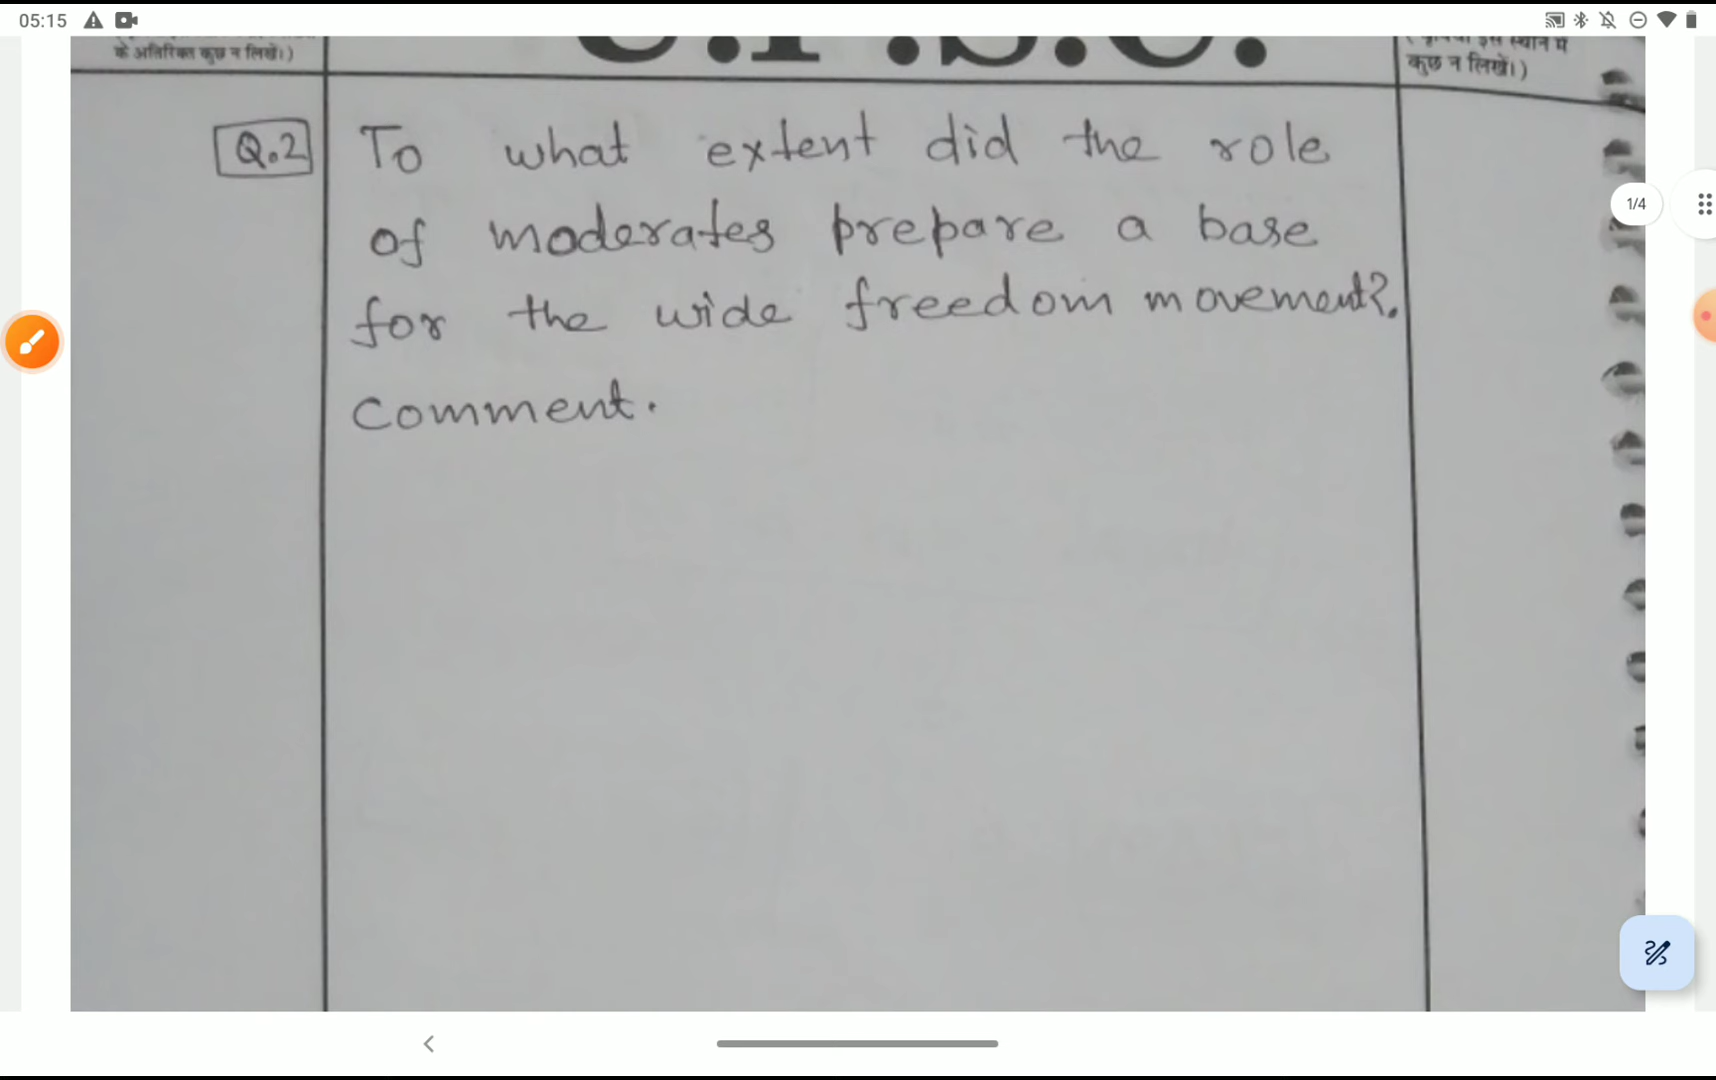 05:15
के अतिरिक्त कुछ न लिखें।)
U.P.S.C.
इस स्थान में
कुछ न लिखें।)
Q.2 To what extent did the role
of moderates prepare a base
for the wide freedom movement?.
comment.
1/4